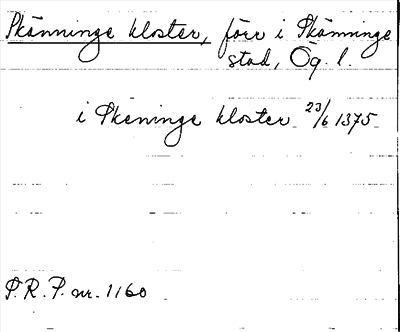 Skänninge kloster, förr i Skänninge
stad, Ög. l.
i Skeninge kloster 23/6 1375
S.R.P. nr. 1160